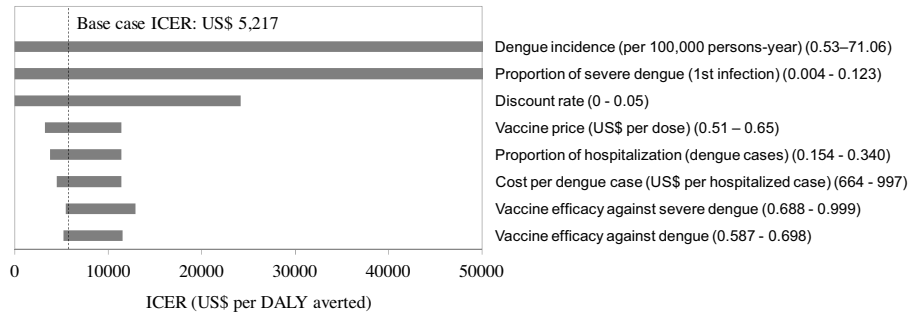 Base case ICER: US$ 5,217
Dengue incidence (per 100,000 persons-year) (0.53–71.06)
Proportion of severe dengue (1st infection) (0.004 - 0.123)
Discount rate (0 - 0.05)
Vaccine price (US$ per dose) (0.51 – 0.65)
Proportion of hospitalization (dengue cases) (0.154 - 0.340)
Cost per dengue case (US$ per hospitalized case) (664 - 997)
Vaccine efficacy against severe dengue (0.688 - 0.999)
Vaccine efficacy against dengue (0.587 - 0.698)
0 10000 20000 30000 40000 50000
ICER (US$ per DALY averted)